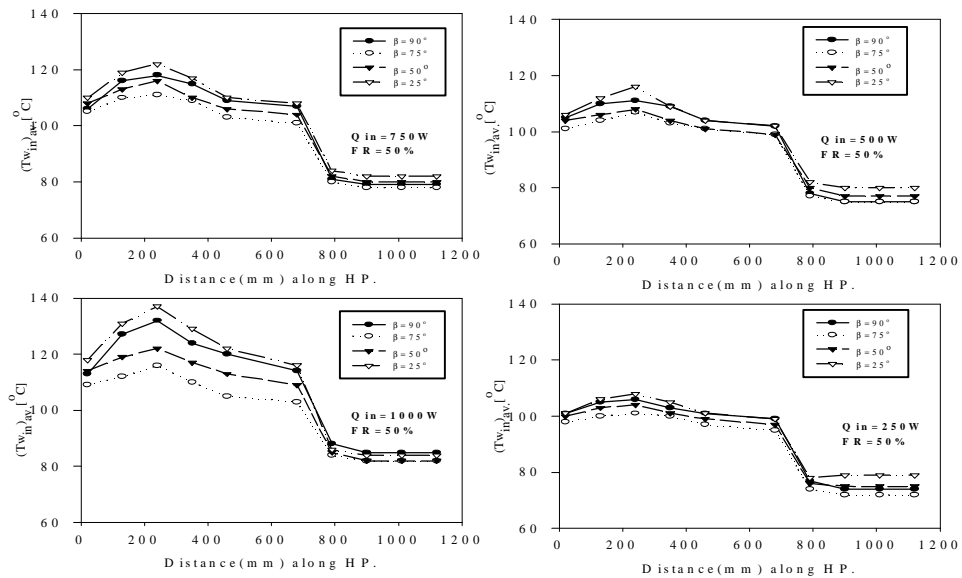 140
120
100
80
60
(Tw in)av. [°C]
β=90°
β=75°
β=50°
β=25°
Q in=750W
FR=50%
0 200 400 600 800 1000 1200
Distance(mm) along HP.
140
120
100
80
60
(Tw in)av. [°C]
β=90°
β=75°
β=50°
β=25°
Q in=500W
FR=50%
0 200 400 600 800 1000 1200
Distance(mm) along HP.
140
120
100
80
60
(Tw in)av. [°C]
β=90°
β=75°
β=50°
β=25°
Q in=1000W
FR=50%
0 200 400 600 800 1000 1200
Distance(mm) along HP.
140
120
100
80
60
(Tw in)av. [°C]
β=90°
β=75°
β=50°
β=25°
Q in=250W
FR=50%
0 200 400 600 800 1000 1200
Distance(mm) along HP.